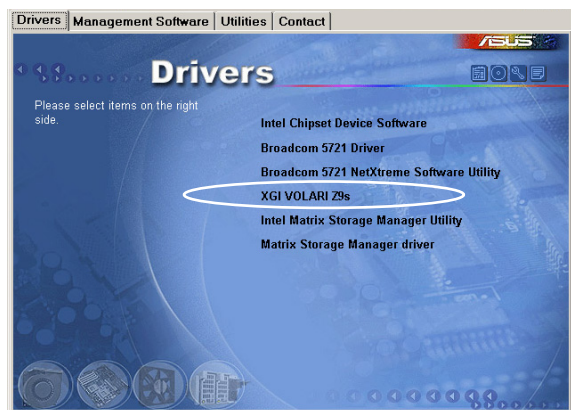 Drivers Management Software Utilities Contact
ASUS
Drivers
Please select items on the right
side.
Intel Chipset Device Software
Broadcom 5721 Driver
Broadcom 5721 NetXtreme Software Utility
XGI VOLARI Z9s
Intel Matrix Storage Manager Utility
Matrix Storage Manager driver